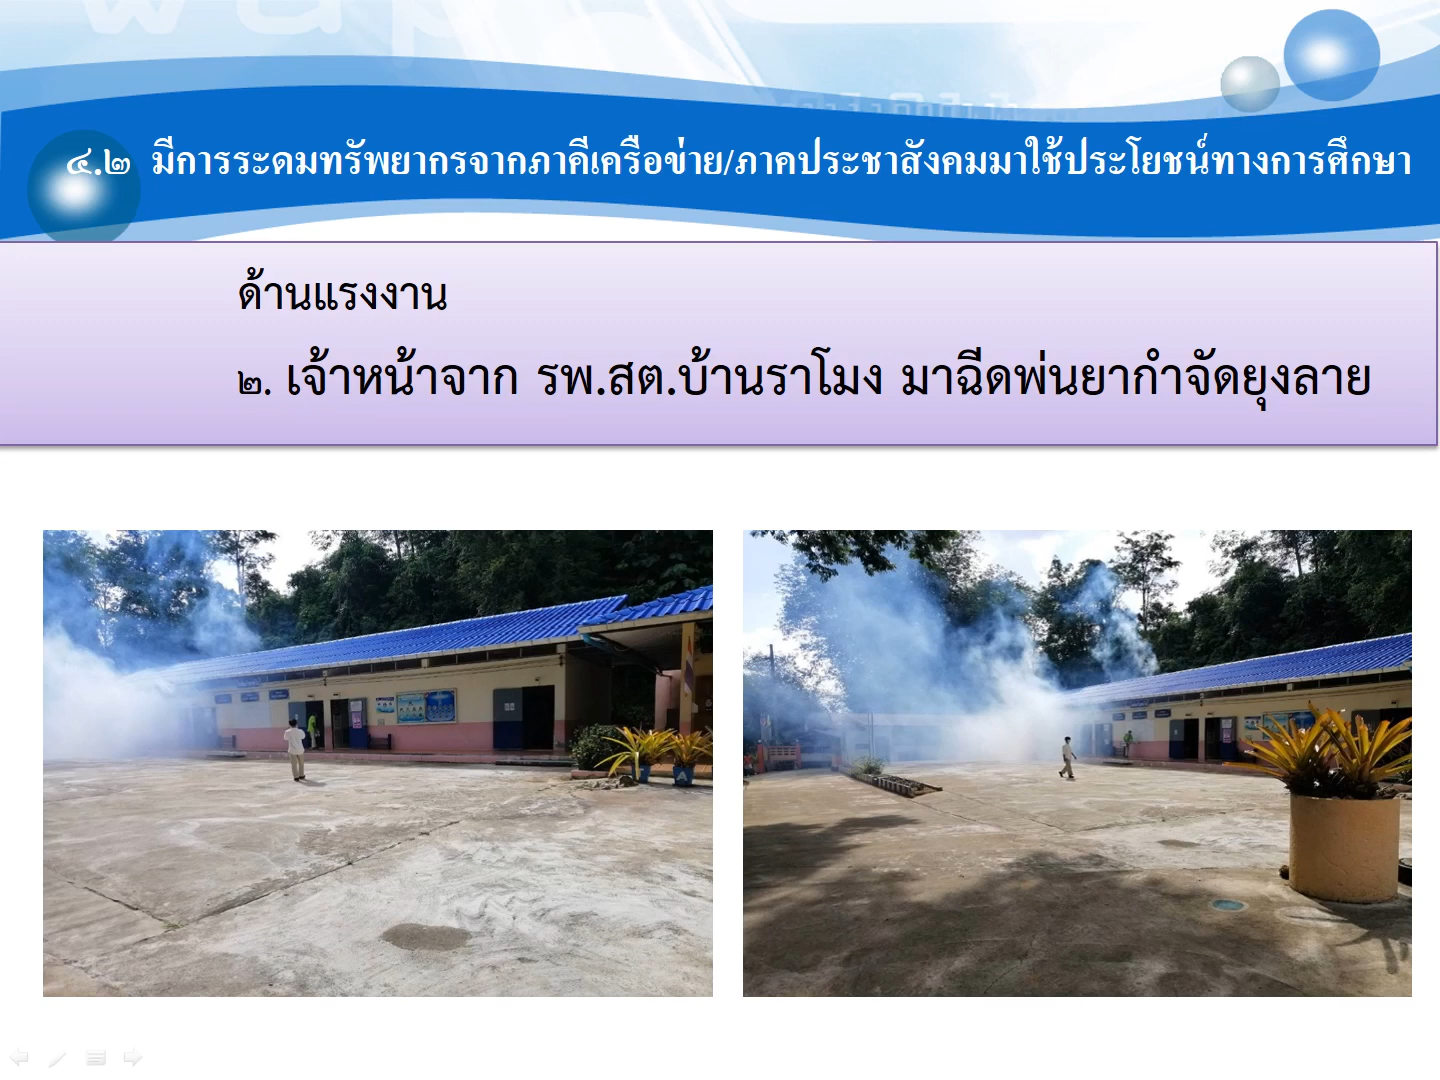 ๔.๒ มีการระดมทรัพยากรจากภาคีเครือข่าย/ภาคประชาสังคมมาใช้ประโยชน์ทางการศึกษา
ด้านแรงงาน
๒. เจ้าหน้าจาก รพ.สต.บ้านราโมง มาฉีดพ่นยากำจัดยุงลาย